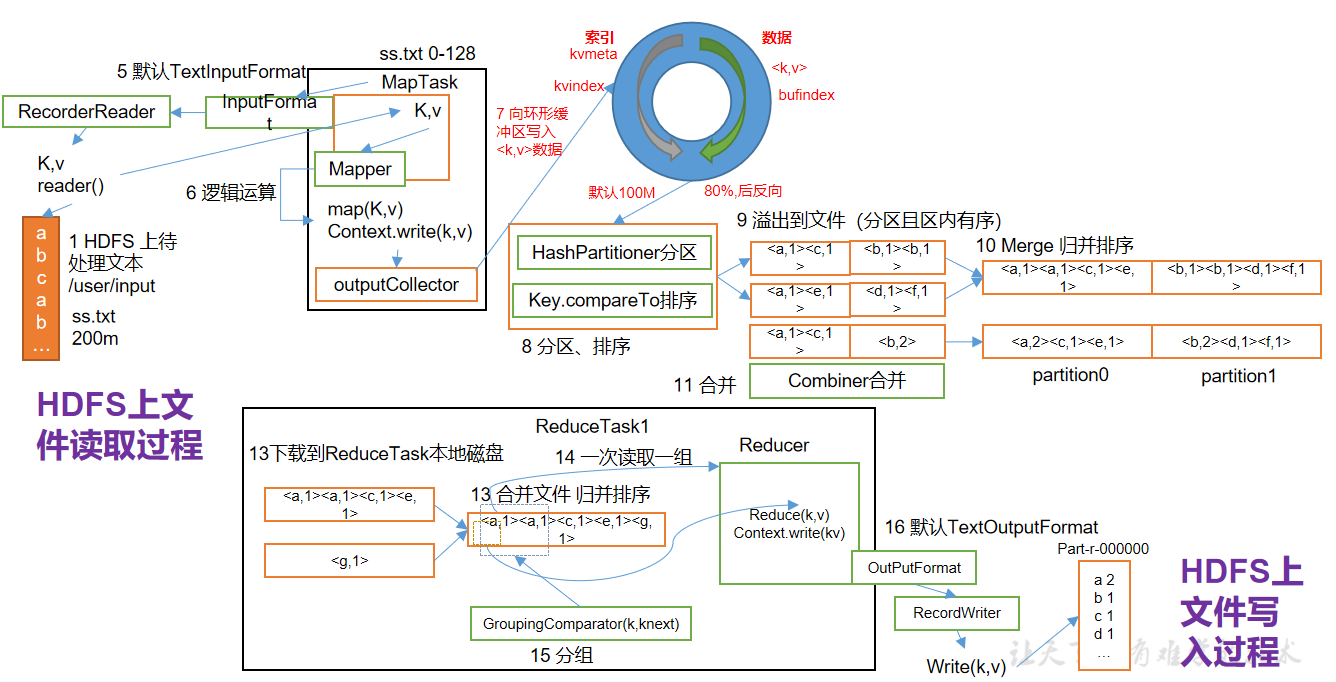 ss.txt 0-128
5 默认TextInputFormat
MapTask
RecorderReader
InputForma
t
K,v
K,v
reader()
Mapper
6 逻辑运算
map(K,v)
Context.write(k,v)
outputCollector
a
b
c
a
b
...
1 HDFS 上待
处理文本
/user/input
ss.txt
200m
索引
kvmeta
kvindex
数据
<k,v>
bufindex
7 向环形缓
冲区写入
<k,v>数据
默认100M
80%,后反向
HashPartitioner分区
Key.compareTo排序
8 分区、排序
9 溢出到文件 (分区且区内有序)
<a,1><c,1
>
<b,1><b,1
>
<a,1><e,1
>
<d,1><f,1
>
<a,1><c,1
>
<b,2>
10 Merge 归并排序
<a,1><a,1><c,1><e,
1>
<b,1><b,1><d,1><f,1
>
<a,2><c,1><e,1>
<b,2><d,1><f,1>
partition0
partition1
11 合并
Combiner合并
HDFS上文
件读取过程
ReduceTask1
13下载到ReduceTask本地磁盘
14 一次读取一组
Reducer
13 合并文件 归并排序
<a,1><a,1><c,1><e,
1>
<g,1>
<a,1><a,1><c,1><e,1><g,
1>
Reduce(k,v)
Context.write(kv)
GroupingComparator(k,knext)
15 分组
16 默认TextOutputFormat
Part-r-000000
OutPutFormat
RecordWriter
Write(k,v)
a 2
b 1
c 1
d 1
...
HDFS上
文件写
入过程
让天
有难
术